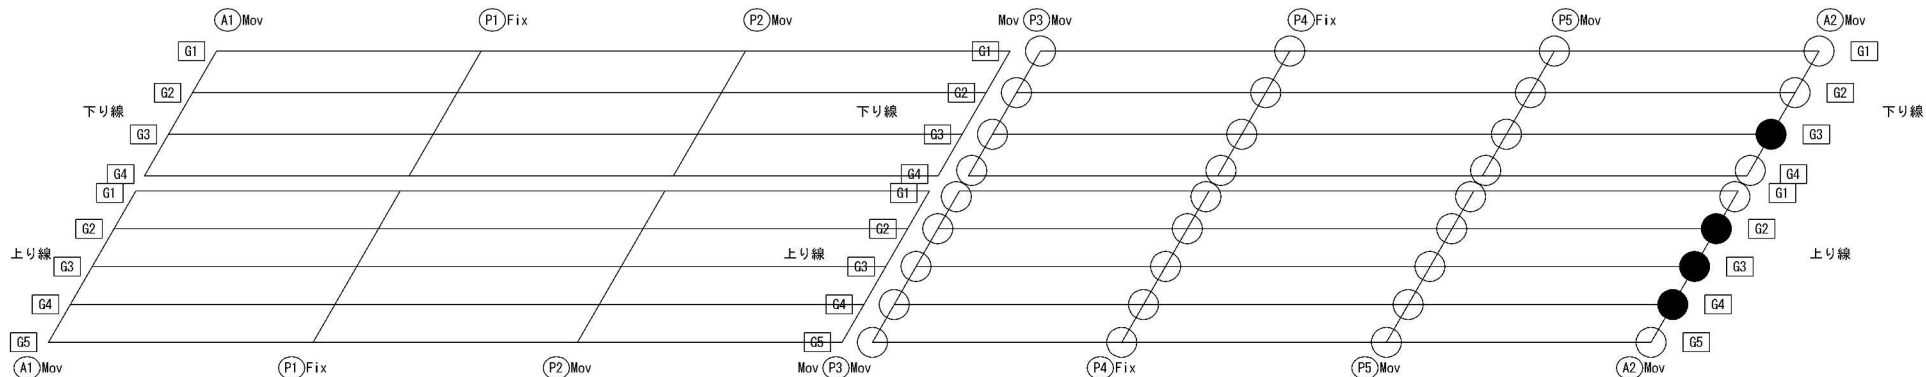 A1 Mov P1 Fix P2 Mov Mov P3 Mov P4 Fix P5 Mov A2 Mov
G1 G1 G1
G2 G2 G2
下り線 下り線 下り線
G3 G3 G3
G4 G4 G4
G1 G1 G1
G2 G2 G2
上り線 上り線 上り線
G3 G3 G3
G4 G4 G4
G5 G5 G5
A1 Mov P1 Fix P2 Mov Mov P3 Mov P4 Fix P5 Mov A2 Mov